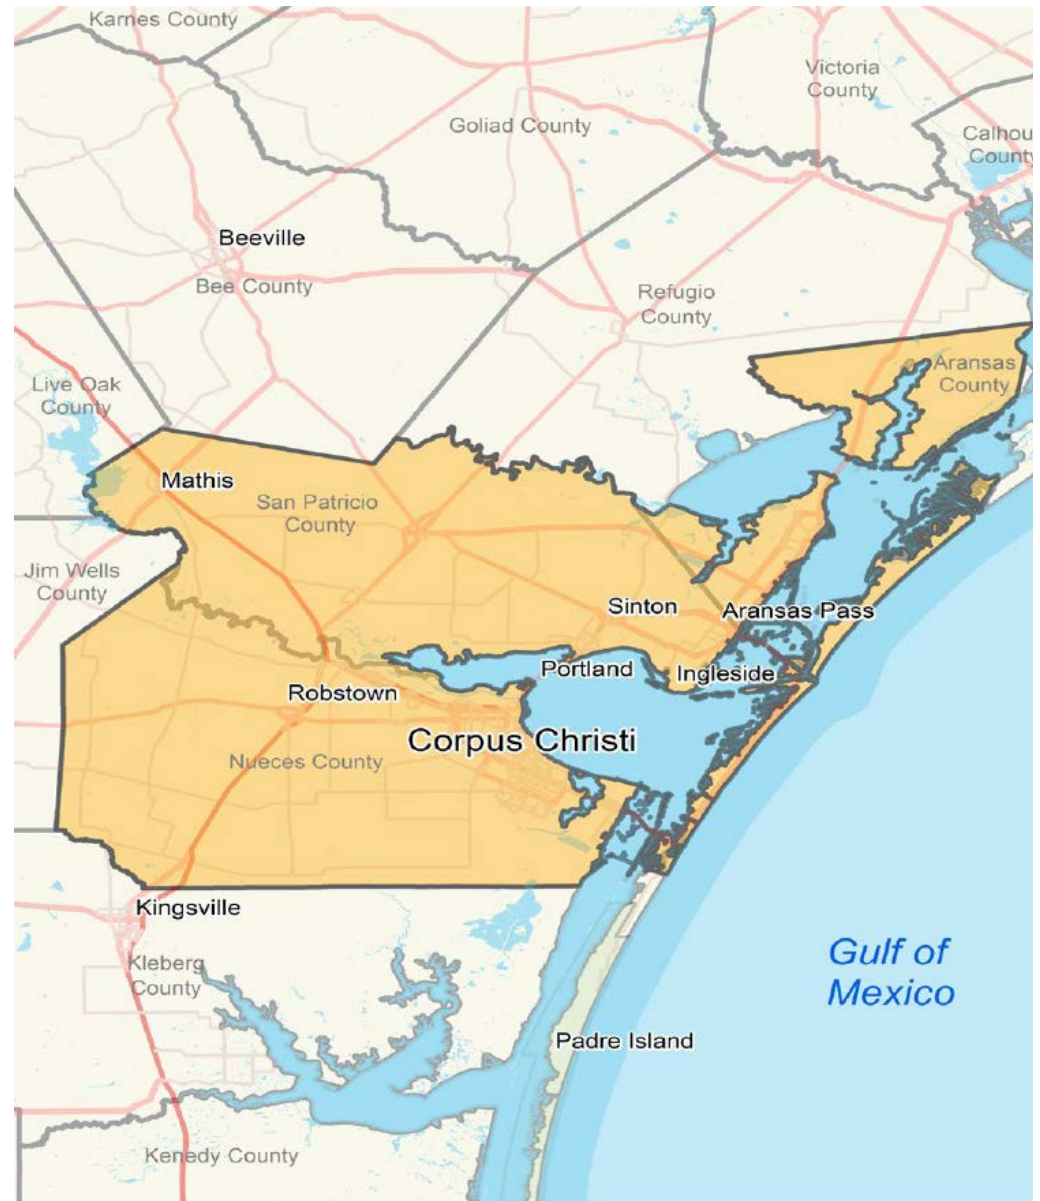 Karnes County
Victoria
County
Goliad County
Calhou
County
Beeville
Bee County
Refugio
County
Aransas
County
Live Oak
County
Mathis
San Patricio
County
Jim Wells
County
Sinton
Aransas Pass
Portland
Ingleside
Robstown
Corpus Christi
Nueces County
Kingsville
Gulf of
Mexico
Kleberg
County
Padre Island
Kenedy County